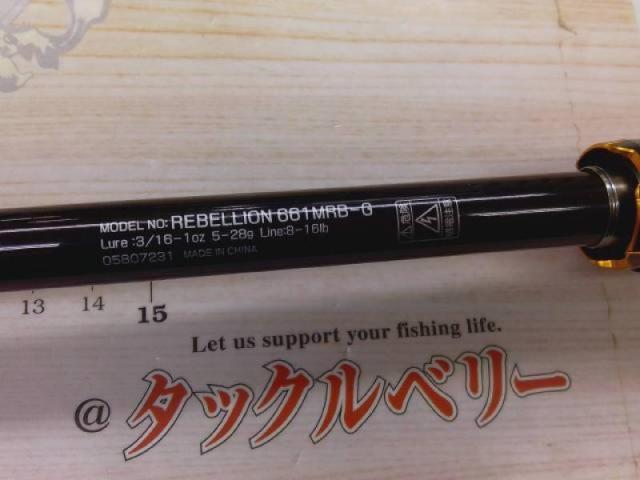 MODEL NO: REBELLION 661MRB-G
Lure :3/16-1oz 5-28g Line:8-16lb
05807231 MADE IN CHINA
13 14 15
Let us support your fishing life.
@タックルベリー